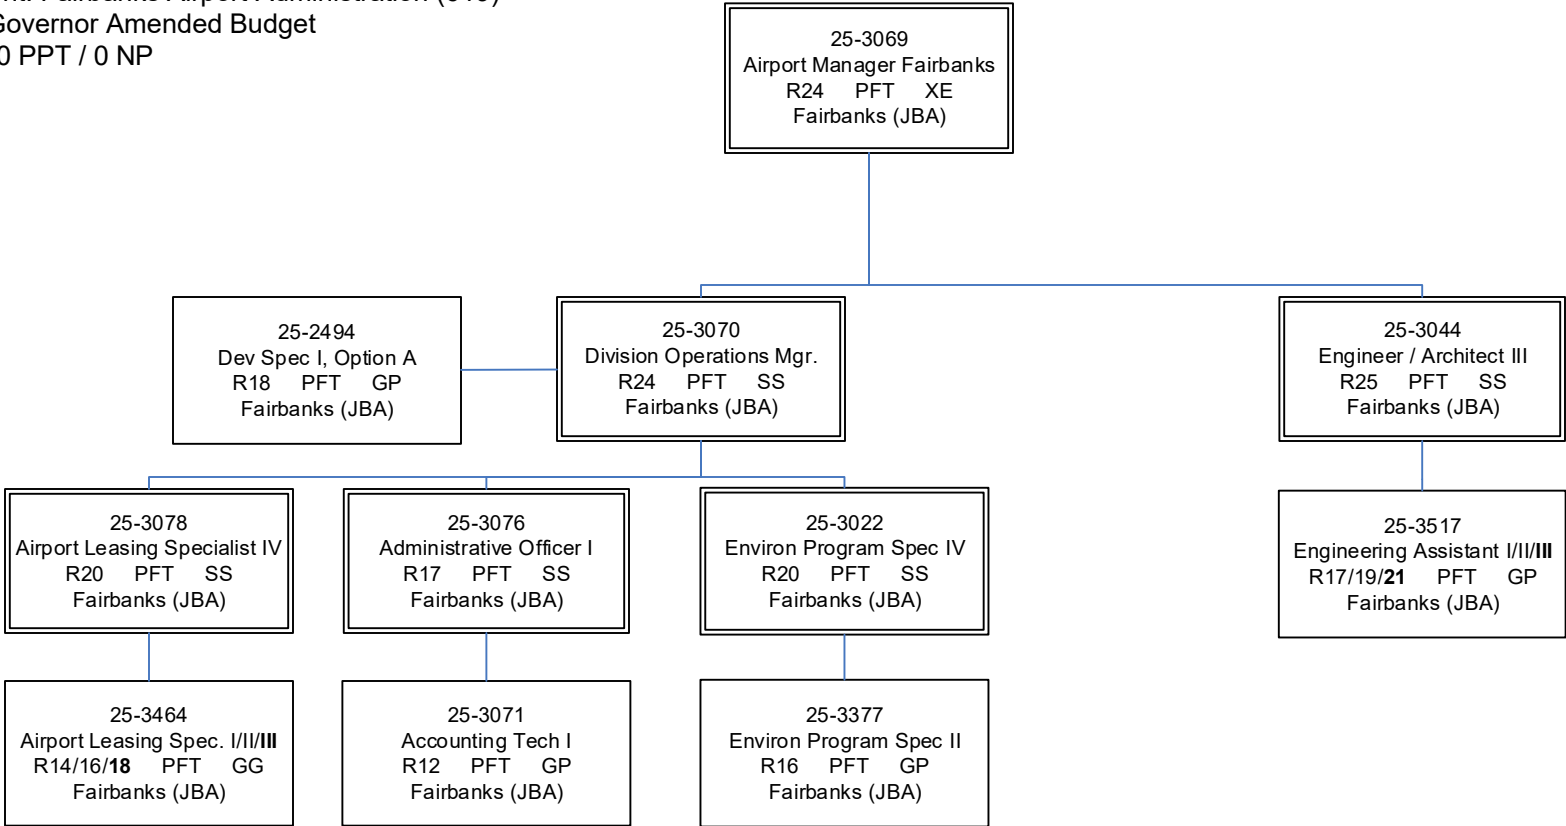 Fairbanks Airport Administration
Governor Amended Budget
0 PPT / 0 NP
25-3069
Airport Manager Fairbanks
R24 PFT XE
Fairbanks (JBA)
25-2494
Dev Spec I, Option A
R18 PFT GP
Fairbanks (JBA)
25-3070
Division Operations Mgr.
R24 PFT SS
Fairbanks (JBA)
25-3044
Engineer / Architect III
R25 PFT SS
Fairbanks (JBA)
25-3078
Airport Leasing Specialist IV
R20 PFT SS
Fairbanks (JBA)
25-3076
Administrative Officer I
R17 PFT SS
Fairbanks (JBA)
25-3022
Environ Program Spec IV
R20 PFT SS
Fairbanks (JBA)
25-3517
Engineering Assistant I/II/III
R17/19/21 PFT GP
Fairbanks (JBA)
25-3464
Airport Leasing Spec. I/II/III
R14/16/18 PFT GG
Fairbanks (JBA)
25-3071
Accounting Tech I
R12 PFT GP
Fairbanks (JBA)
25-3377
Environ Program Spec II
R16 PFT GP
Fairbanks (JBA)